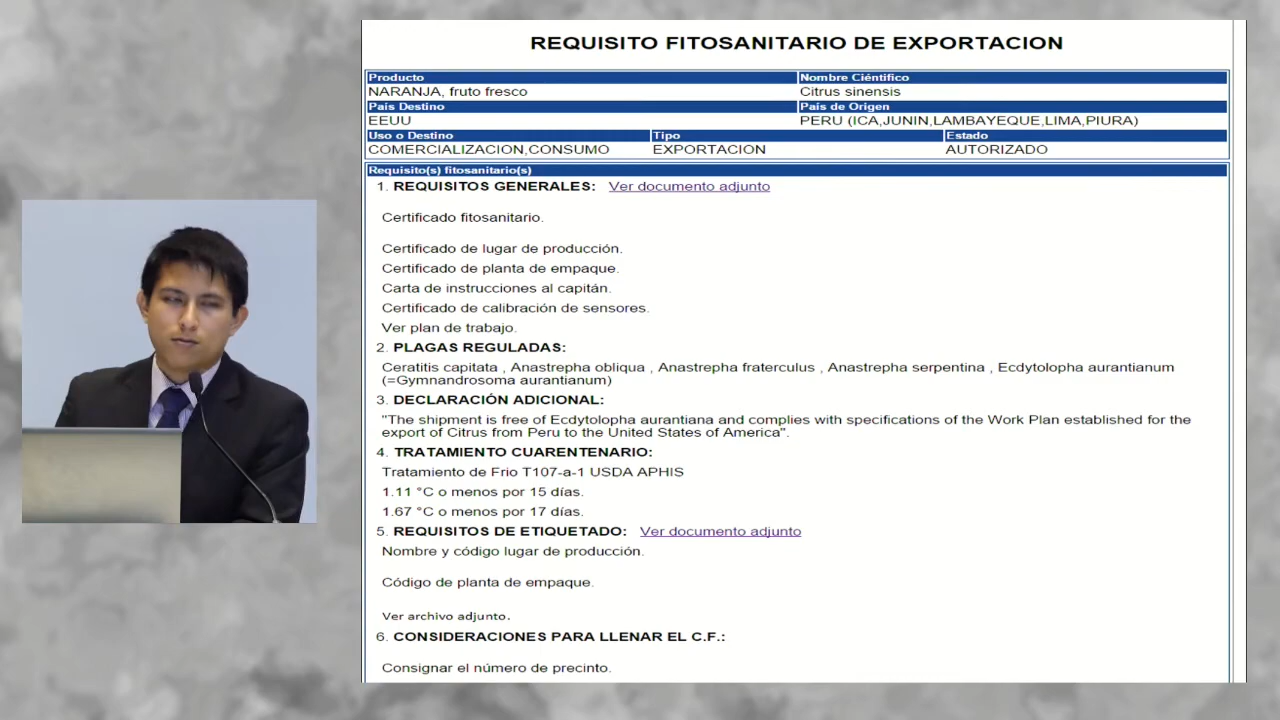 REQUISITO FITOSANITARIO DE EXPORTACION
Producto Nombre Ciéntifico
NARANJA, fruto fresco Citrus sinensis
País Destino País de Origen
EEUU PERU (ICA,JUNIN,LAMBAYEQUE,LIMA,PIURA)
Uso o Destino Tipo Estado
COMERCIALIZACION,CONSUMO EXPORTACION AUTORIZADO
Requisito(s) fitosanitario(s)
1. REQUISITOS GENERALES: Ver documento adjunto
Certificado fitosanitario.
Certificado de lugar de producción.
Certificado de planta de empaque.
Carta de instrucciones al capitán.
Certificado de calibración de sensores.
Ver plan de trabajo.
2. PLAGAS REGULADAS:
Ceratitis capitata , Anastrepha obliqua , Anastrepha fraterculus , Anastrepha serpentina , Ecdytolopha aurantianum
(=Gymnandrosoma aurantianum)
3. DECLARACIÓN ADICIONAL:
"The shipment is free of Ecdytolopha aurantiana and complies with specifications of the Work Plan established for the
export of Citrus from Peru to the United States of America".
4. TRATAMIENTO CUARENTENARIO:
Tratamiento de Frio T107-a-1 USDA APHIS
1.11 °C o menos por 15 días.
1.67 °C o menos por 17 días.
5. REQUISITOS DE ETIQUETADO: Ver documento adjunto
Nombre y código lugar de producción.
Código de planta de empaque.
Ver archivo adjunto.
6. CONSIDERACIONES PARA LLENAR EL C.F.:
Consignar el número de precinto.